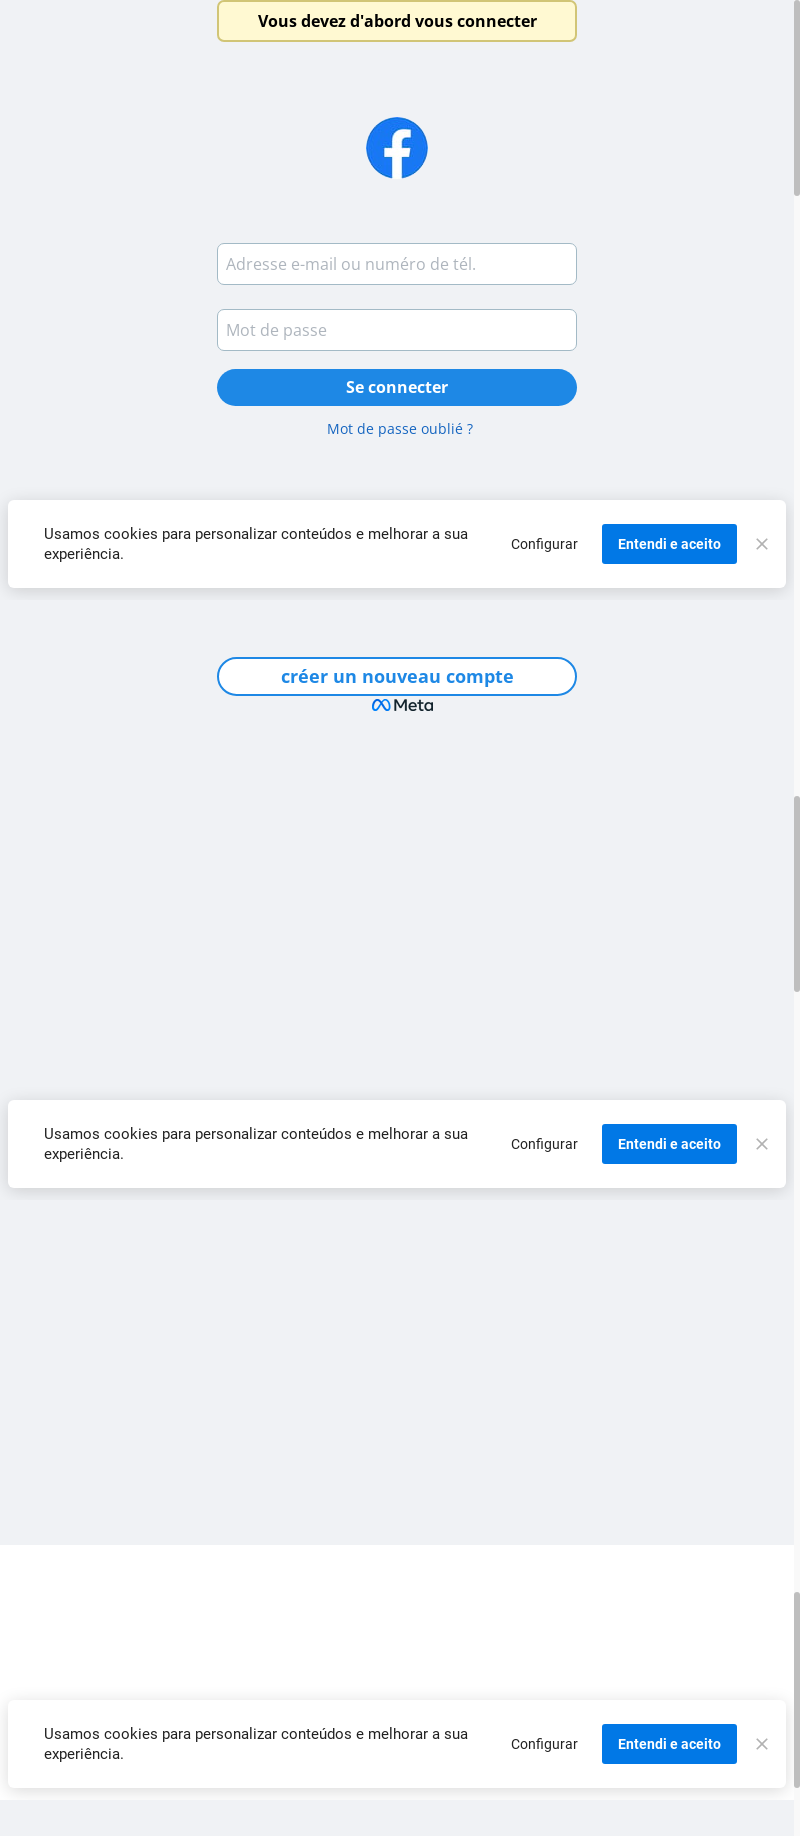 Vous devez d'abord vous connecter
Adresse e-mail ou numéro de tél.
Mot de passe
Se connecter
Mot de passe oublié ?
Usamos cookies para personalizar conteúdos e melhorar a sua
experiência.
Configurar
Entendi e aceito
créer un nouveau compte
Meta
Usamos cookies para personalizar conteúdos e melhorar a sua
experiência.
Configurar
Entendi e aceito
Usamos cookies para personalizar conteúdos e melhorar a sua
experiência.
Configurar
Entendi e aceito